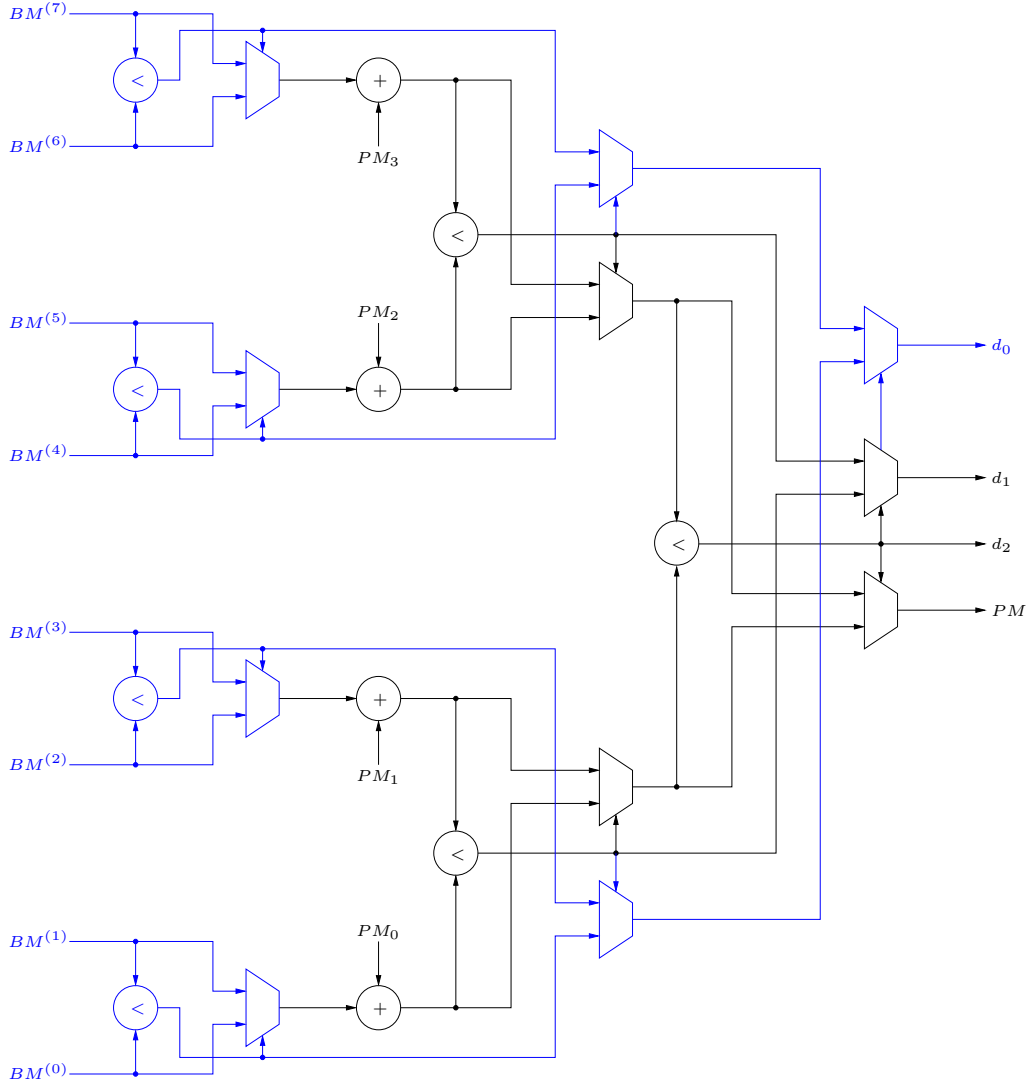 BM^{(7)}
<
+
BM^{(6)}
PM_3
<
PM_2
BM^{(5)}
d_0
<
+
BM^{(4)}
d_1
<
d_2
PM
BM^{(3)}
<
+
BM^{(2)}
PM_1
<
PM_0
BM^{(1)}
<
+
BM^{(0)}